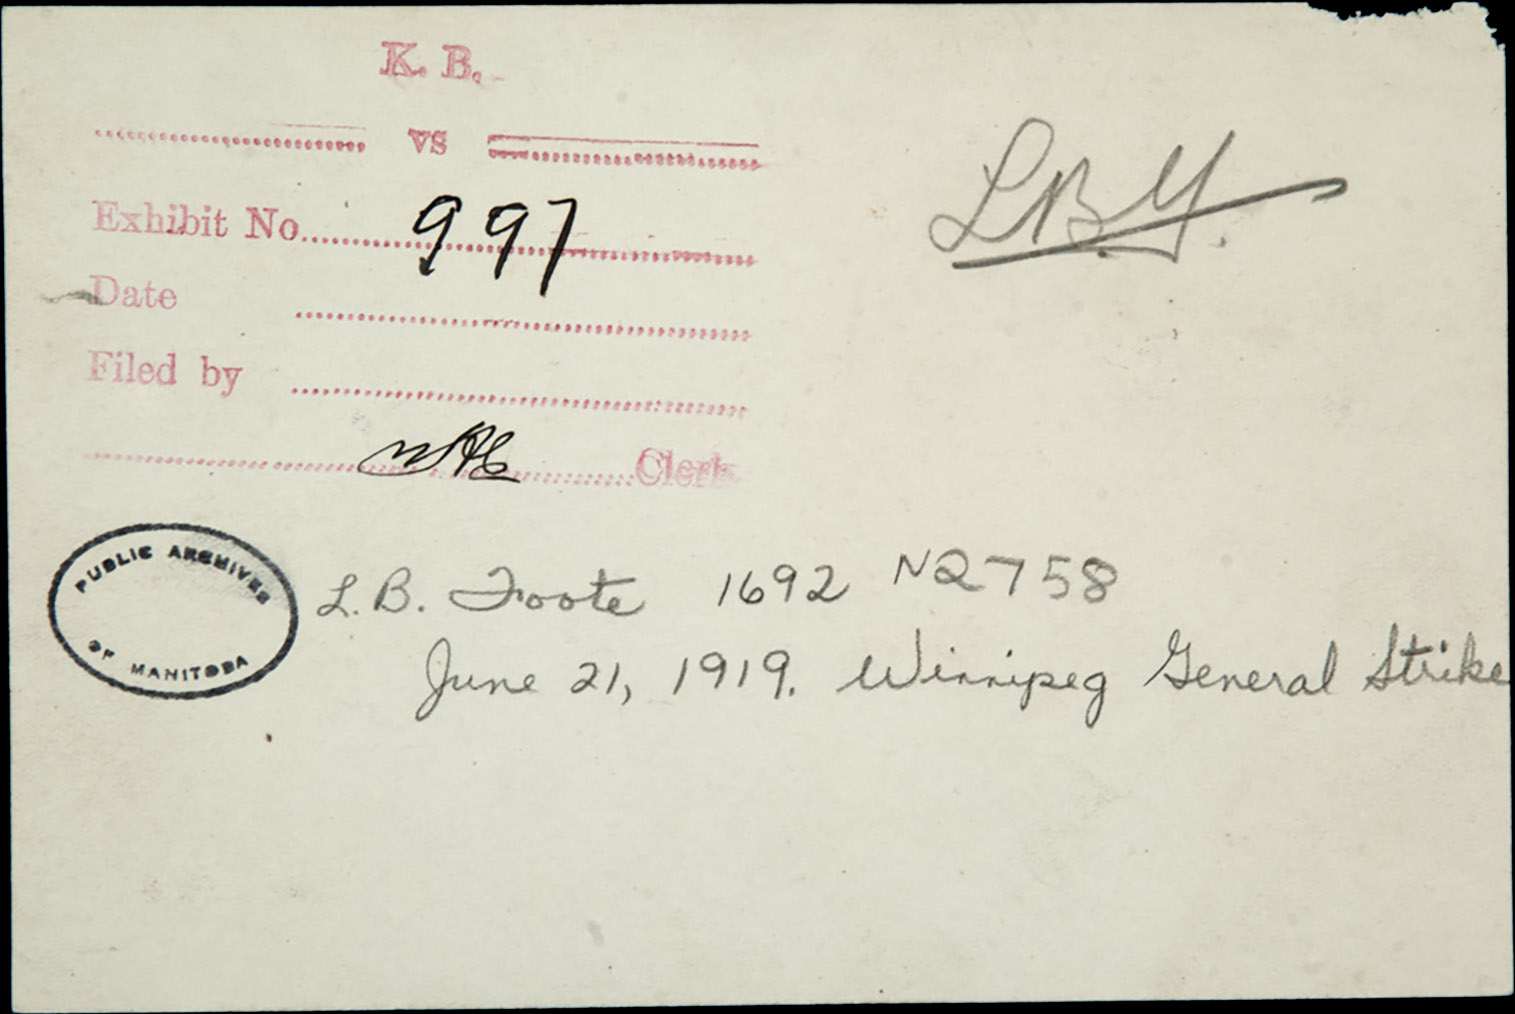 K. B.
vs
L.B.Y.
Exhibit No. 997
Date
Filed by
Clerk
PUBLIC ARCHIVES
OF MANITOBA
L. B. Foote 1692 N2758
June 21, 1919. Winnipeg General Strike